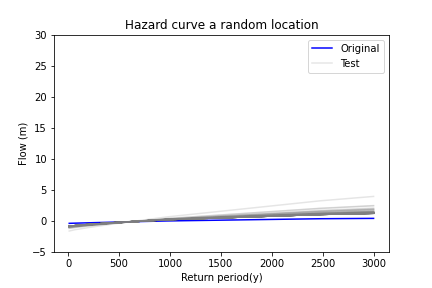 Hazard curve a random location
Original
Test
30
25
20
15
10
5
0
−5
Flow (m)
0 500 1000 1500 2000 2500 3000
Return period(y)